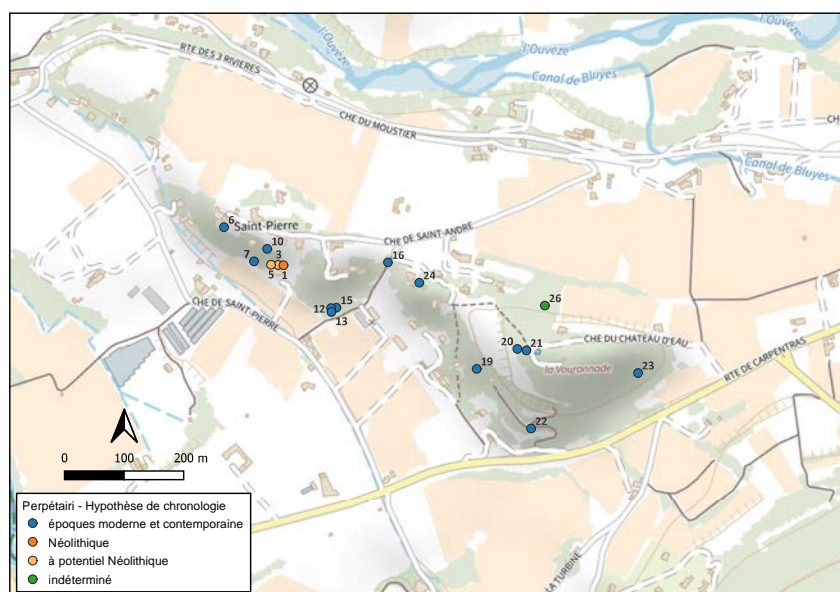 l'Ouvèze
l'Ouvèze
RTE DES 3 RIVIERES
Canal de Bluyes
CHE DU MOUSTIER
CH
Canal de Bluyes
6
Saint-Pierre
CHE DE SAINT-ANDRÉ
10
16
7
3
5
1
24
CHE DE SAINT-PIERRE
12
15
13
26
CHE DU CHATEAU D'EAU
20
21
19
la Vouronnade
23
RTE DE CARPENTRAS
22
0 100 200 m
LA TURBINE
Perpétairi - Hypothèse de chronologie
époques moderne et contemporaine
Néolithique
à potentiel Néolithique
indéterminé